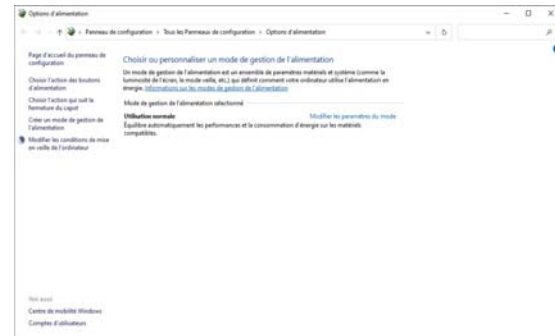 Options d'alimentation
Panneau de configuration > Tous les Panneaux de configuration > Options d'alimentation
Page d'accueil du panneau de
configuration
Choisir l'action des boutons
d'alimentation
Choisir l'action qui suit la
fermeture du capot
Créer un mode de gestion de
l'alimentation
Modifier les conditions de mise
en veille de l'ordinateur
Choisir ou personnaliser un mode de gestion de l'alimentation
Un mode de gestion de l'alimentation est un ensemble de paramètres matériels et système (comme la
luminosité de l'écran, le mode veille, etc.) qui définit comment votre ordinateur utilise l'alimentation en
énergie. Informations sur les modes de gestion de l'alimentation
Mode de gestion de l'alimentation sélectionné
Utilisation normale Modifier les paramètres du mode
Équilibre automatiquement les performances et la consommation d'énergie sur les matériels
compatibles.
Voir aussi
Centre de mobilité Windows
Comptes d'utilisateurs